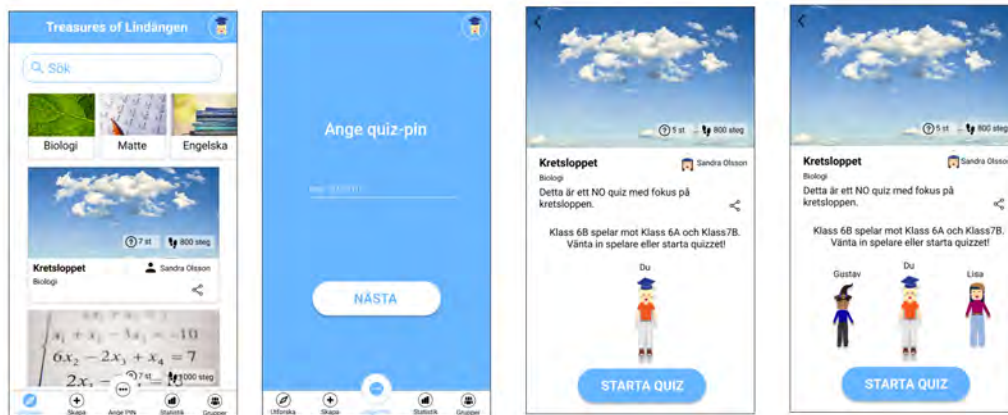 Treasures of Lindängen
Sök
Biologi
Matte
Engelska
7 st
800 steg
Kretsloppet
Sandra Olsson
Biologi
6x₂ − 2x₃ + x₄ = 7
7 st
1000 steg
Skapa
Ange PIN
Statistik
Grupper
Ange quiz-pin
NÄSTA
Utforska
Skapa
Statistik
Grupper
5 st
800 steg
Kretsloppet
Sandra Olsson
Biologi
Detta är ett NO quiz med fokus på
kretsloppen.
Klass 6B spelar mot Klass 6A och Klass7B.
Vänta in spelare eller starta quizzet!
Du
STARTA QUIZ
5 st
800 steg
Kretsloppet
Sandra Olsson
Biologi
Detta är ett NO quiz med fokus på
kretsloppen.
Klass 6B spelar mot Klass 6A och Klass7B.
Vänta in spelare eller starta quizzet!
Gustav
Du
Lisa
STARTA QUIZ